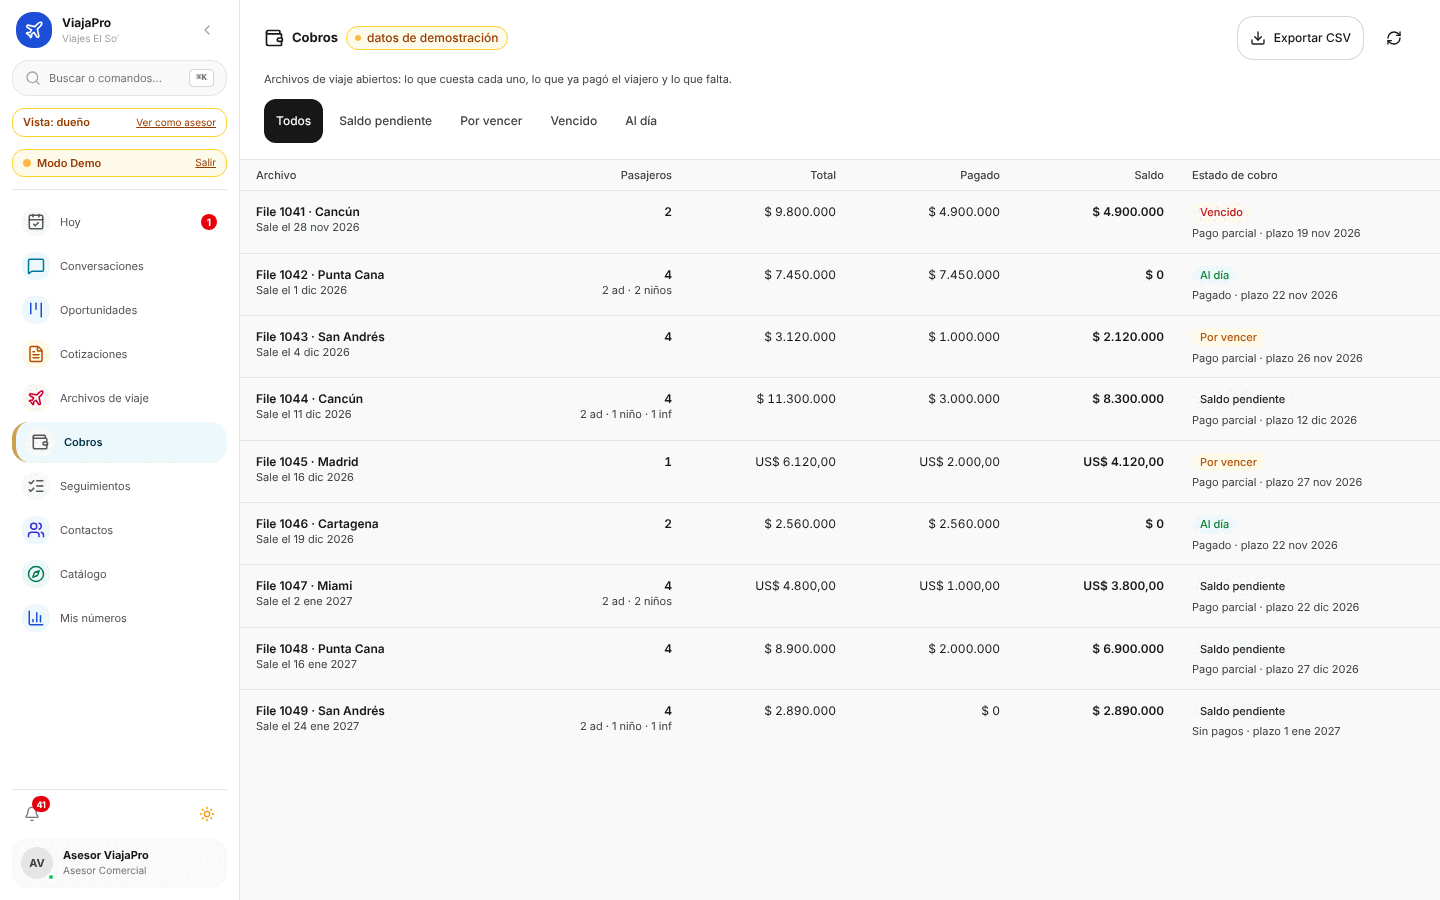 ViajaPro
Viajes El So
Buscar o comandos...
⌘K
Vista: dueño
Ver como asesor
Modo Demo
Salir
Hoy
1
Conversaciones
Oportunidades
Cotizaciones
Archivos de viaje
Cobros
Seguimientos
Contactos
Catálogo
Mis números
41
AV
Asesor ViajaPro
Asesor Comercial
Cobros
datos de demostración
Exportar CSV
Archivos de viaje abiertos: lo que cuesta cada uno, lo que ya pagó el viajero y lo que falta.
Todos Saldo pendiente Por vencer Vencido Al día
Archivo Pasajeros Total Pagado Saldo Estado de cobro
File 1041 · Cancún 2 $ 9.800.000 $ 4.900.000 $ 4.900.000 Vencido
Sale el 28 nov 2026 Pago parcial · plazo 19 nov 2026
File 1042 · Punta Cana 4 $ 7.450.000 $ 7.450.000 $ 0 Al día
Sale el 1 dic 2026 2 ad · 2 niños Pagado · plazo 22 nov 2026
File 1043 · San Andrés 4 $ 3.120.000 $ 1.000.000 $ 2.120.000 Por vencer
Sale el 4 dic 2026 Pago parcial · plazo 26 nov 2026
File 1044 · Cancún 4 $ 11.300.000 $ 3.000.000 $ 8.300.000 Saldo pendiente
Sale el 11 dic 2026 2 ad · 1 niño · 1 inf Pago parcial · plazo 12 dic 2026
File 1045 · Madrid 1 US$ 6.120,00 US$ 2.000,00 US$ 4.120,00 Por vencer
Sale el 16 dic 2026 Pago parcial · plazo 27 nov 2026
File 1046 · Cartagena 2 $ 2.560.000 $ 2.560.000 $ 0 Al día
Sale el 19 dic 2026 Pagado · plazo 22 nov 2026
File 1047 · Miami 4 US$ 4.800,00 US$ 1.000,00 US$ 3.800,00 Saldo pendiente
Sale el 2 ene 2027 2 ad · 2 niños Pago parcial · plazo 22 dic 2026
File 1048 · Punta Cana 4 $ 8.900.000 $ 2.000.000 $ 6.900.000 Saldo pendiente
Sale el 16 ene 2027 Pago parcial · plazo 27 dic 2026
File 1049 · San Andrés 4 $ 2.890.000 $ 0 $ 2.890.000 Saldo pendiente
Sale el 24 ene 2027 2 ad · 1 niño · 1 inf Sin pagos · plazo 1 ene 2027